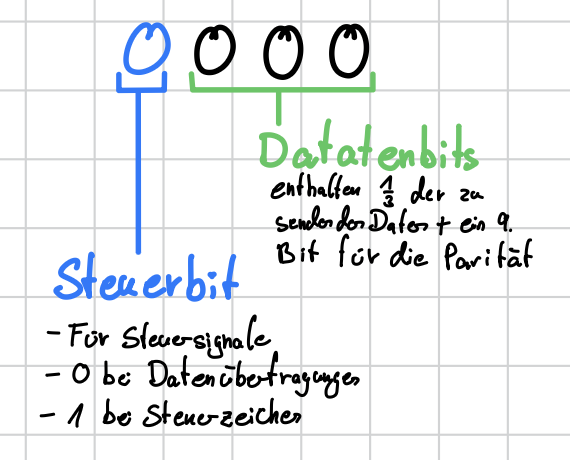 0 0 0 0
Datatenbits
enthalten 1/3 der zu
sendenden Daten + ein 9.
Bit für die Parität
Steuerbit
- Für Steuersignale
- 0 bei Datenübertragungen
- 1 bei Steuerzeichen